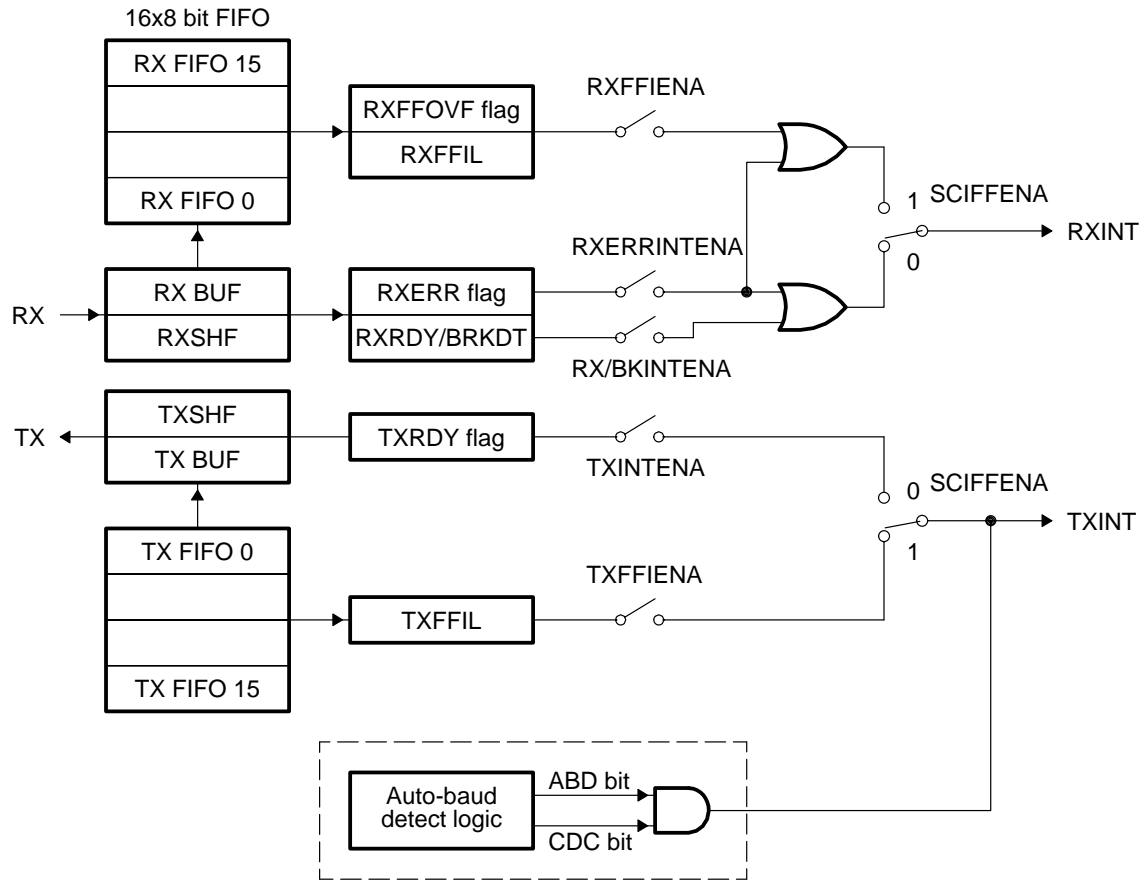 16x8 bit FIFO
RX FIFO 15
RX FIFO 0
RXFFOVF flag
RXFFIL
RXFFIENA
1
SCIFFENA
0
RXINT
RX
RX BUF
RXSHF
RXERR flag
RXRDY/BRKDT
RXERRINTENA
RX/BKINTENA
TX
TXSHF
TX BUF
TXRDY flag
TXINTENA
0
SCIFFENA
1
TXINT
TX FIFO 0
TX FIFO 15
TXFFIL
TXFFIENA
Auto-baud
detect logic
ABD bit
CDC bit